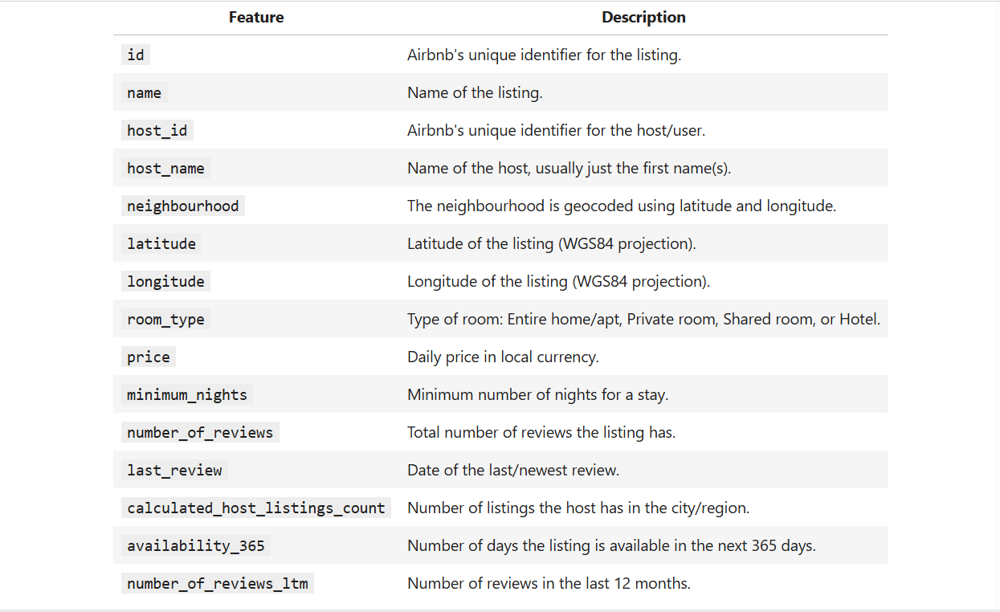 Feature Description
id Airbnb's unique identifier for the listing.
name Name of the listing.
host_id Airbnb's unique identifier for the host/user.
host_name Name of the host, usually just the first name(s).
neighbourhood The neighbourhood is geocoded using latitude and longitude.
latitude Latitude of the listing (WGS84 projection).
longitude Longitude of the listing (WGS84 projection).
room_type Type of room: Entire home/apt, Private room, Shared room, or Hotel.
price Daily price in local currency.
minimum_nights Minimum number of nights for a stay.
number_of_reviews Total number of reviews the listing has.
last_review Date of the last/newest review.
calculated_host_listings_count Number of listings the host has in the city/region.
availability_365 Number of days the listing is available in the next 365 days.
number_of_reviews_ltm Number of reviews in the last 12 months.